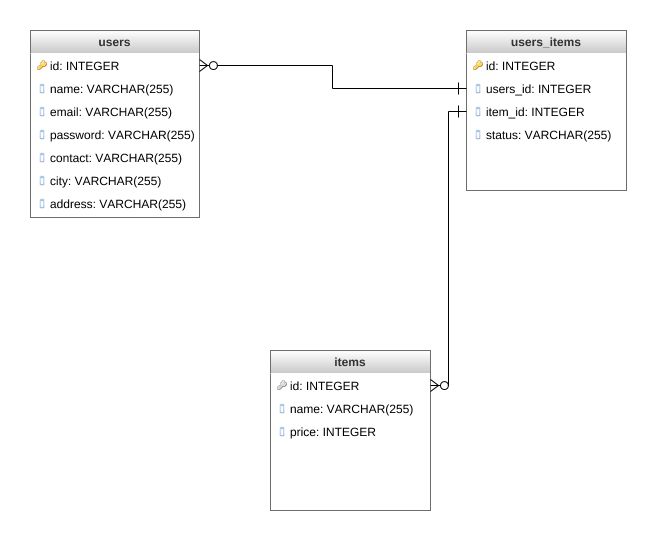 users
id: INTEGER
name: VARCHAR(255)
email: VARCHAR(255)
password: VARCHAR(255)
contact: VARCHAR(255)
city: VARCHAR(255)
address: VARCHAR(255)
users_items
id: INTEGER
users_id: INTEGER
item_id: INTEGER
status: VARCHAR(255)
items
id: INTEGER
name: VARCHAR(255)
price: INTEGER